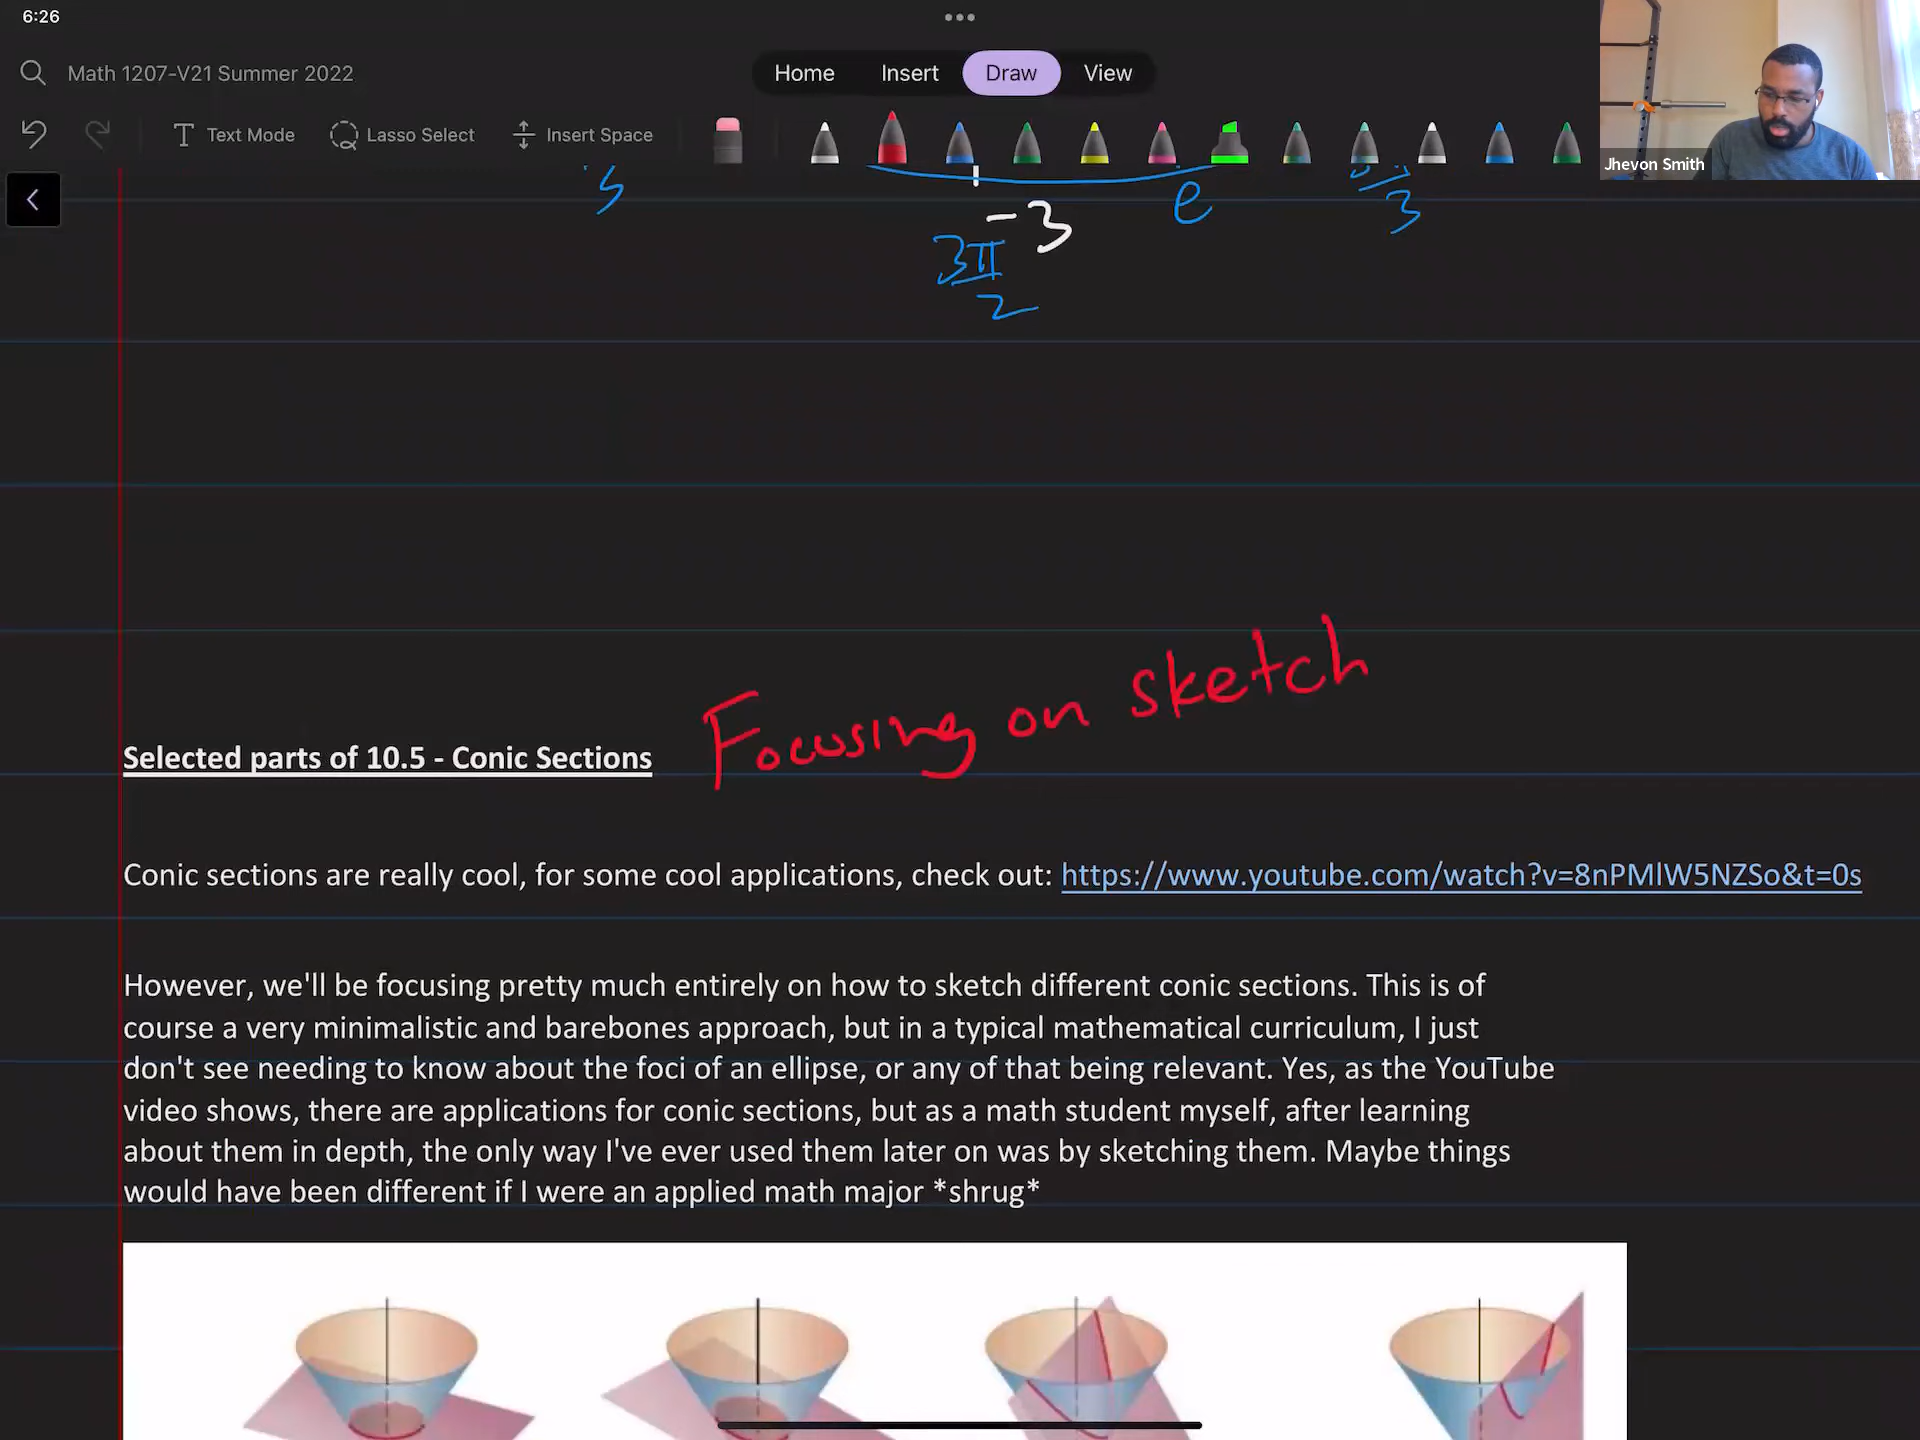 6:26
Math 1207-V21 Summer 2022
Home Insert Draw View
Text Mode Lasso Select Insert Space
Jhevon Smith
e
3
-3
3π
2
Focusing on sketch
Selected parts of 10.5 - Conic Sections
Conic sections are really cool, for some cool applications, check out: https://www.youtube.com/watch?v=8nPMlW5NZSo&t=0s
However, we'll be focusing pretty much entirely on how to sketch different conic sections. This is of
course a very minimalistic and barebones approach, but in a typical mathematical curriculum, I just
don't see needing to know about the foci of an ellipse, or any of that being relevant. Yes, as the YouTube
video shows, there are applications for conic sections, but as a math student myself, after learning
about them in depth, the only way I've ever used them later on was by sketching them. Maybe things
would have been different if I were an applied math major *shrug*